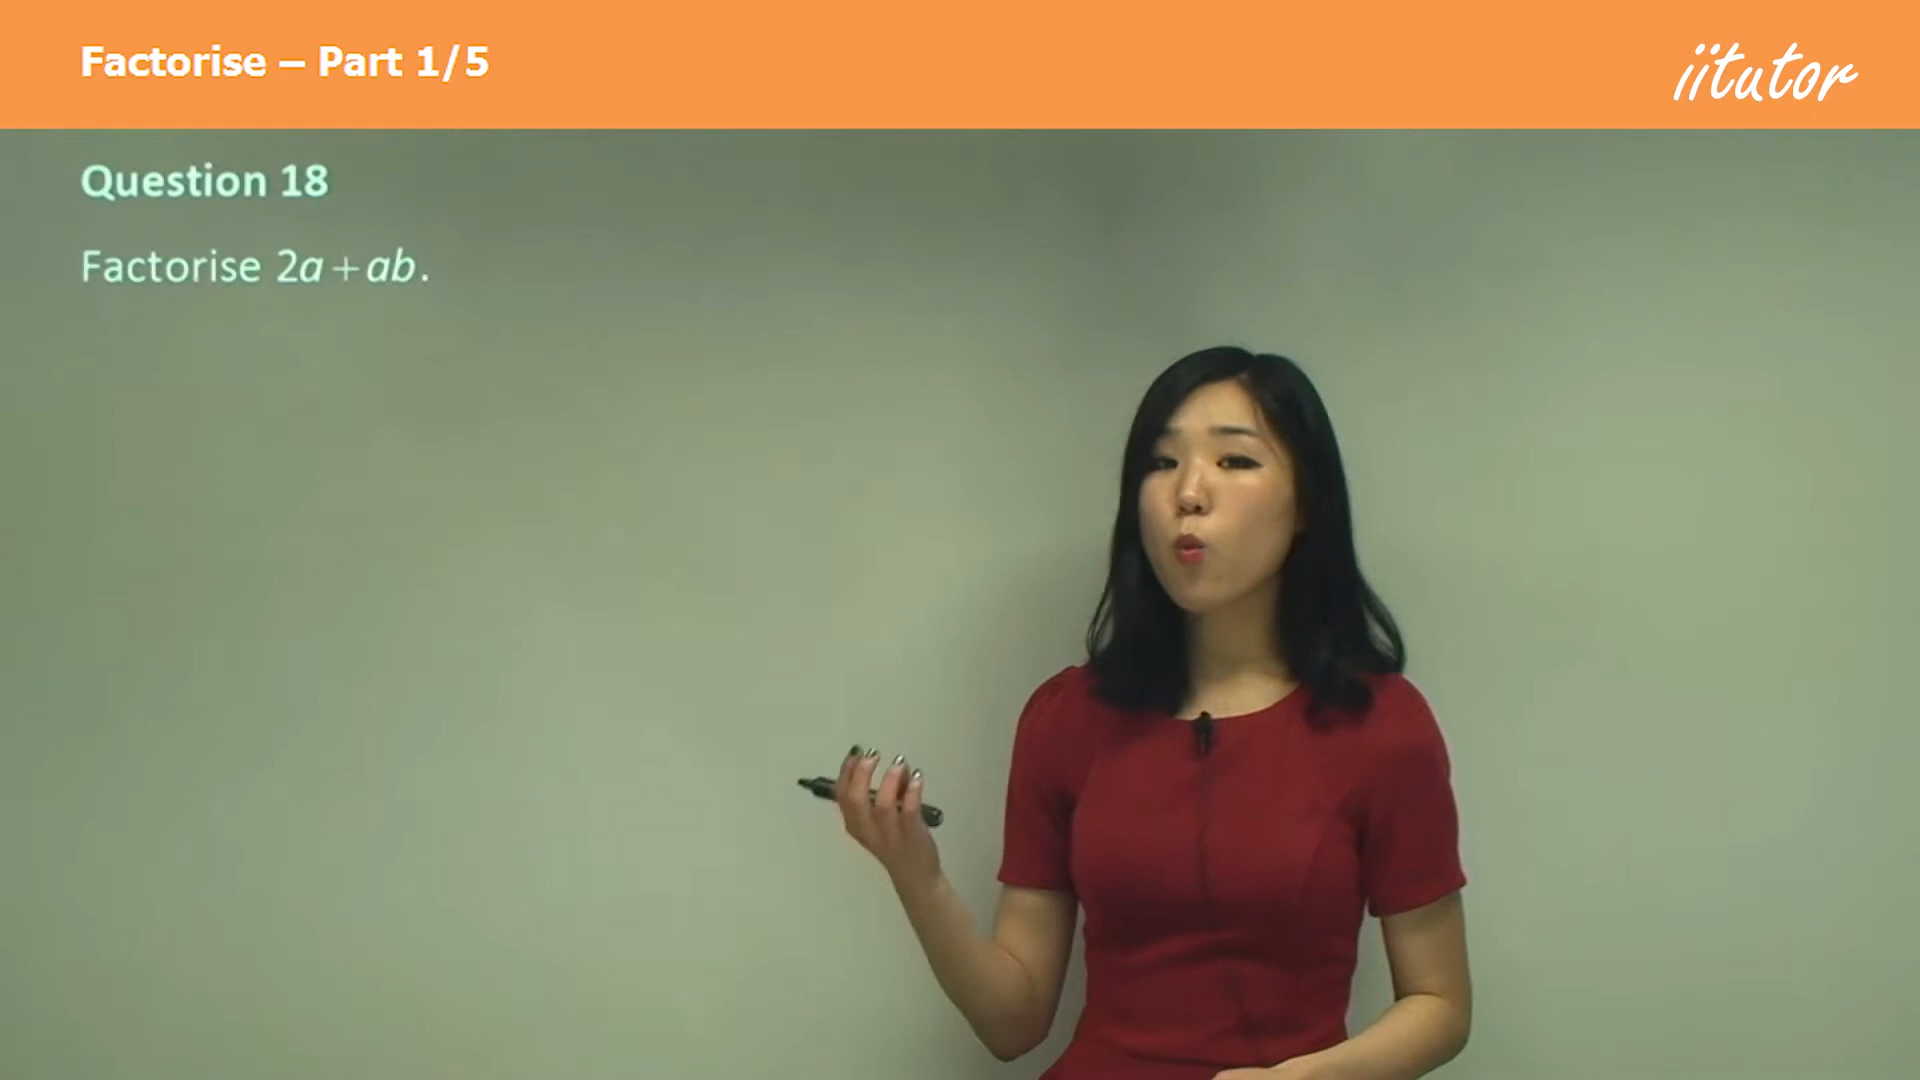 Factorise – Part 1/5
iitutor
Question 18
Factorise 2a + ab.